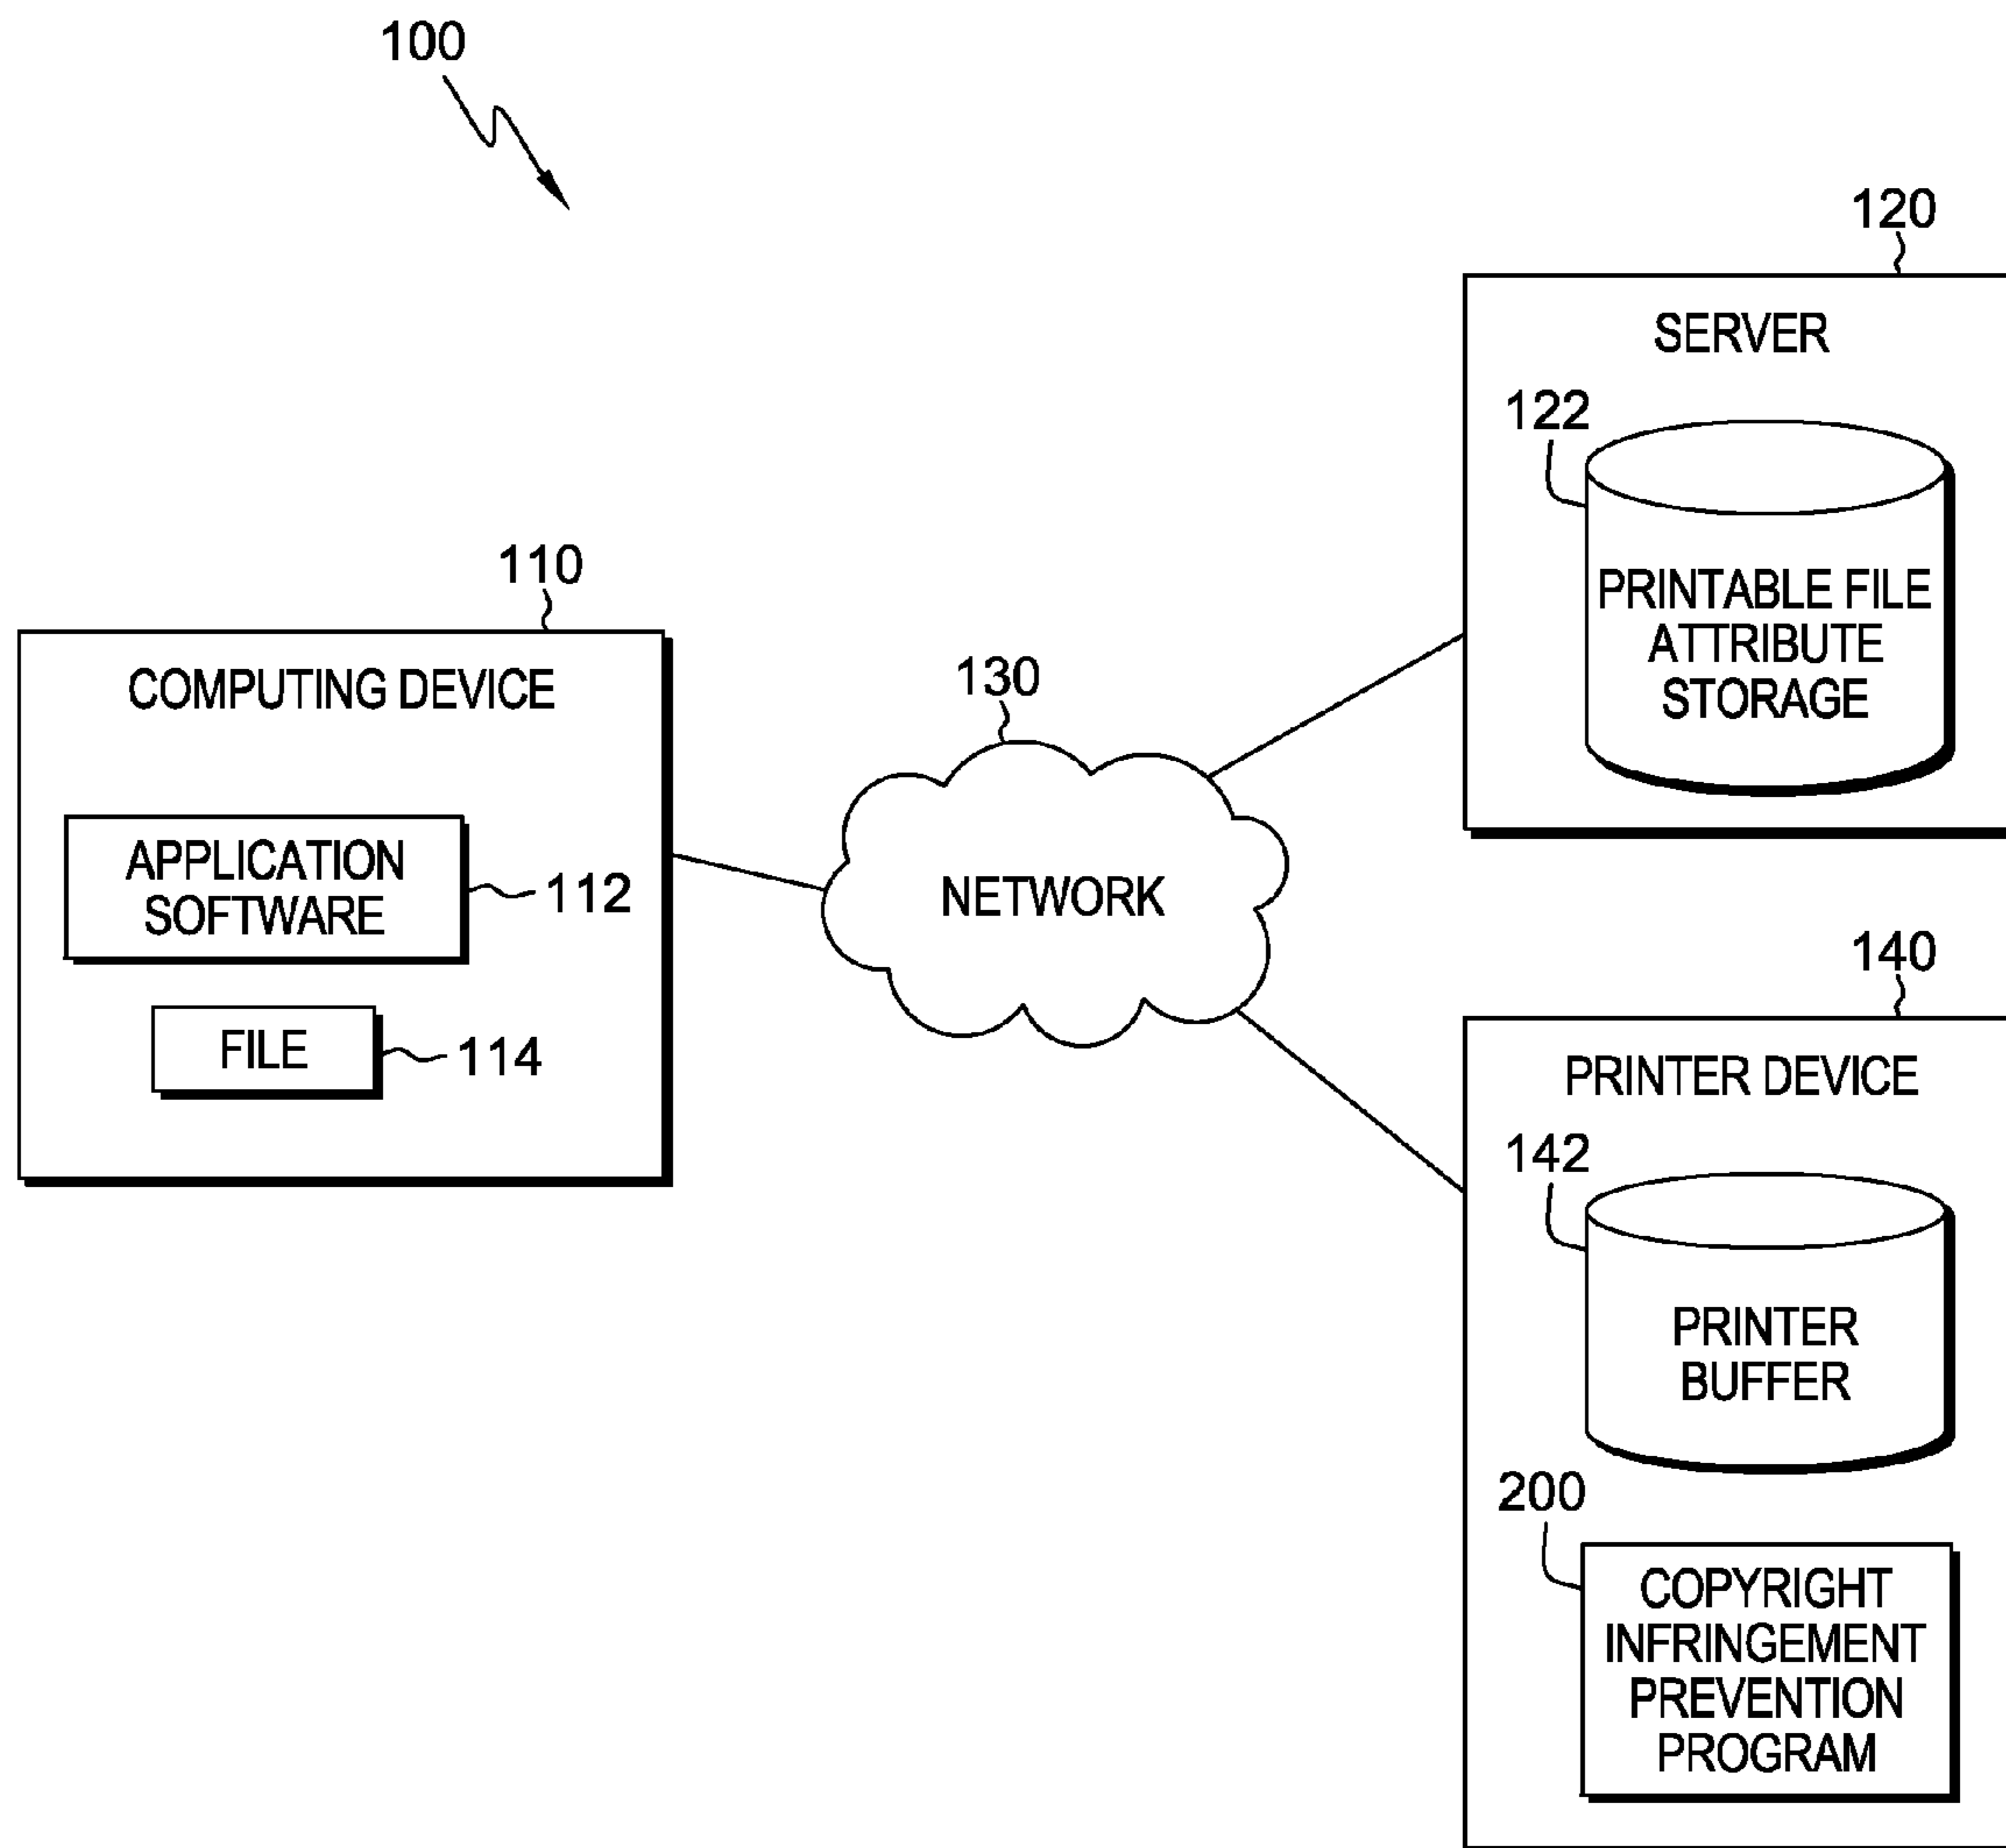 100
120
SERVER
122
PRINTABLE FILE
ATTRIBUTE
STORAGE
110
COMPUTING DEVICE
APPLICATION
SOFTWARE
112
FILE
114
130
NETWORK
140
PRINTER DEVICE
142
PRINTER
BUFFER
200
COPYRIGHT
INFRINGEMENT
PREVENTION
PROGRAM